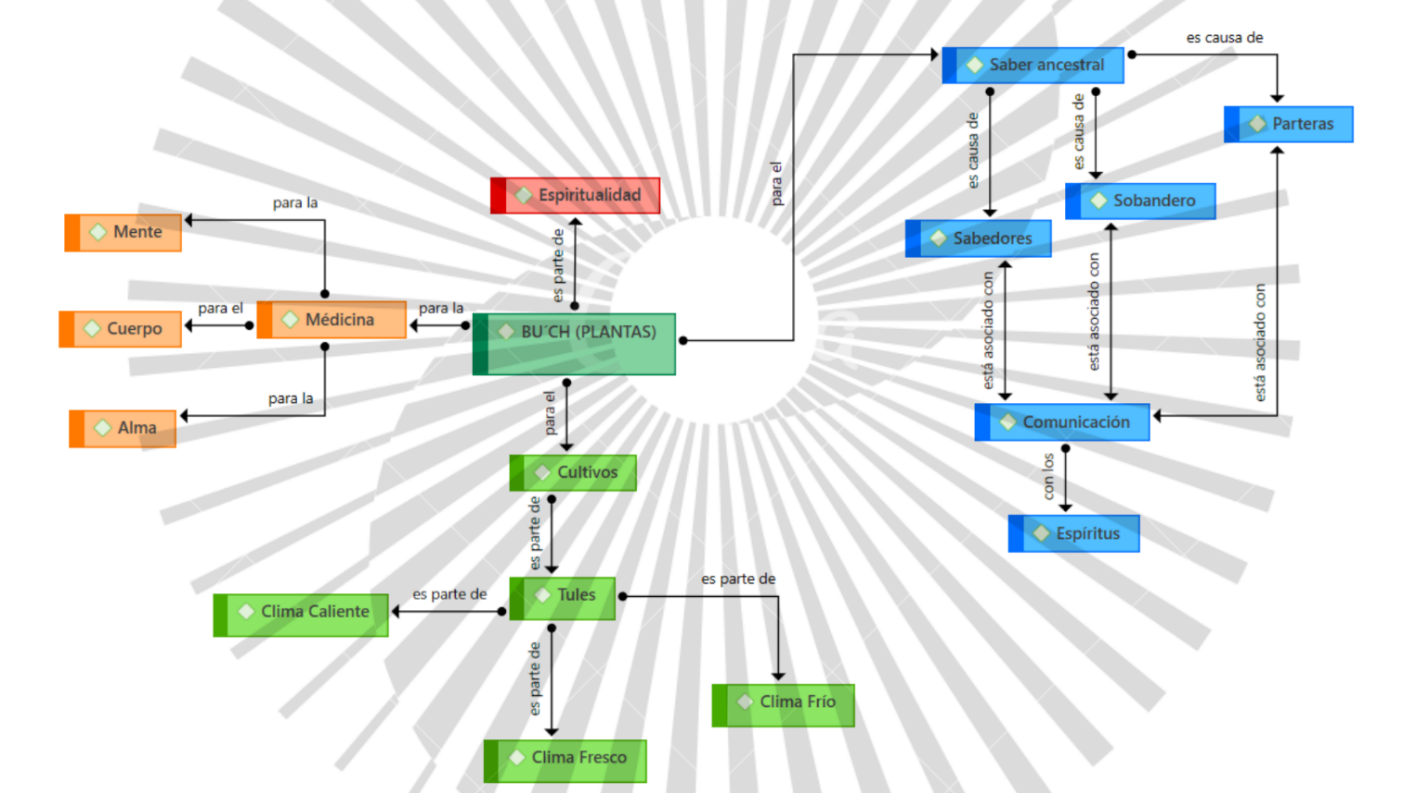 es causa de
Saber ancestral
Parteras
es causa de
es causa de
para el
Espiritualidad
Sobandero
para la
Mente
Sabedores
es parte de
para el
Cuerpo
Médicina
para la
BU´CH (PLANTAS)
está asociado con
está asociado con
está asociado con
para la
Alma
para el
Comunicación
Cultivos
con los
es parte de
Espíritus
es parte de
Tules
es parte de
Clima Caliente
es parte de
Clima Frío
Clima Fresco